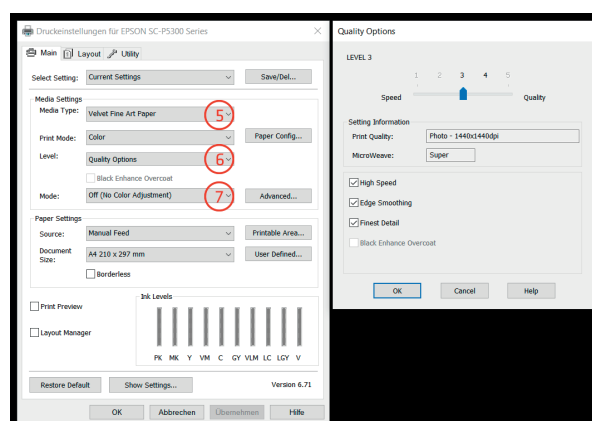 Druckeinstellungen für EPSON SC-P5300 Series
Main Layout Utility
Select Setting: Current Settings Save/Del...
Media Settings
Media Type: Velvet Fine Art Paper 5
Print Mode: Color Paper Config...
Level: Quality Options 6
Black Enhance Overcoat
Mode: Off (No Color Adjustment) 7 Advanced...
Paper Settings
Source: Manual Feed Printable Area...
Document Size: A4 210 x 297 mm User Defined...
Borderless
Print Preview
Layout Manager
Ink Levels
PK MK Y VM C GY VLM LC LGY V
Restore Default Show Settings... Version 6.71
OK Abbrechen Übernehmen Hilfe
Quality Options
LEVEL 3
1 2 3 4 5
Speed Quality
Setting Information
Print Quality: Photo - 1440x1440dpi
MicroWeave: Super
High Speed
Edge Smoothing
Finest Detail
Black Enhance Overcoat
OK Cancel Help